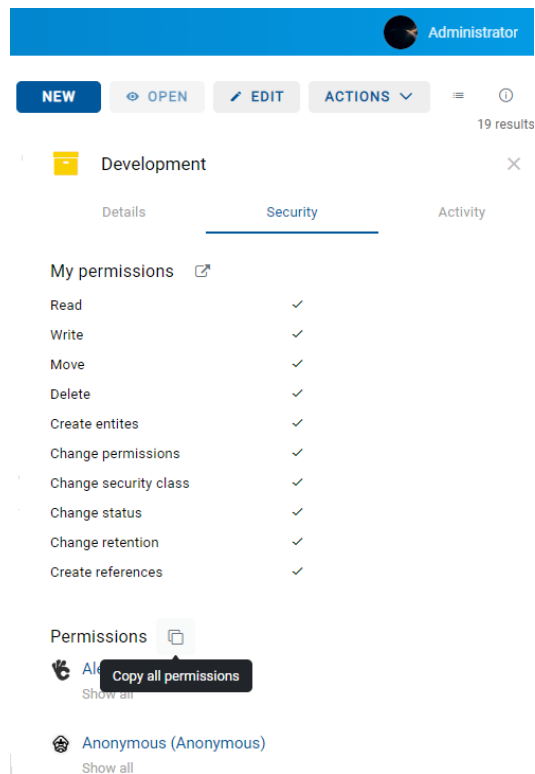 Administrator
NEW OPEN EDIT ACTIONS
19 results
Development
Details Security Activity
My permissions
Read
Write
Move
Delete
Create entites
Change permissions
Change security class
Change status
Change retention
Create references
Permissions
Copy all permissions
Show all
Anonymous (Anonymous)
Show all